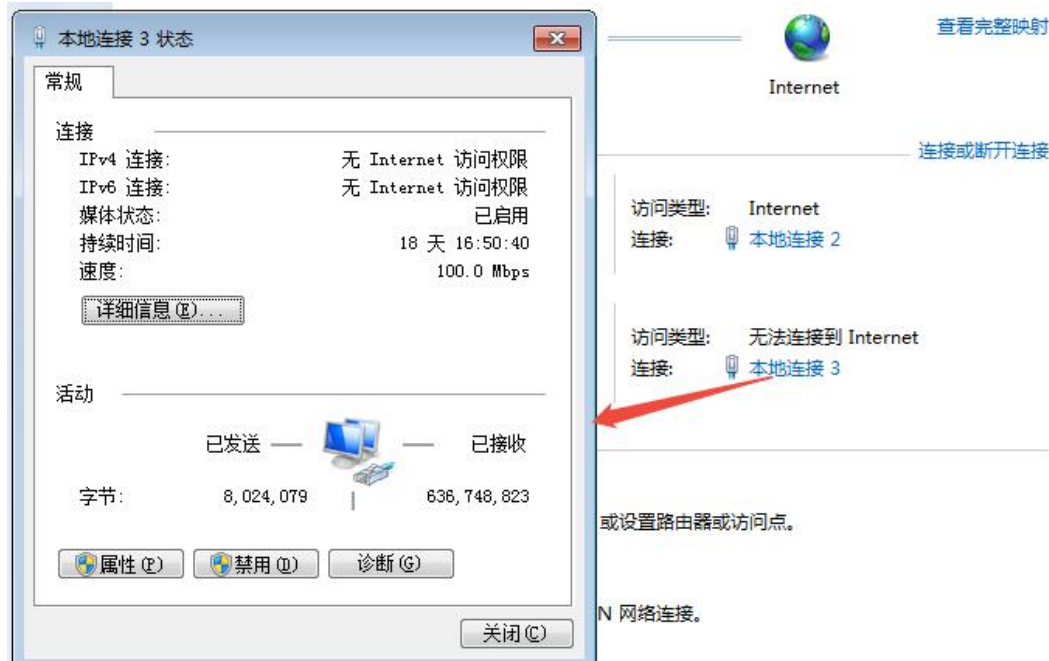 本地连接 3 状态
常规
连接
IPv4 连接: 无 Internet 访问权限
IPv6 连接: 无 Internet 访问权限
媒体状态: 已启用
持续时间: 18 天 16:50:40
速度: 100.0 Mbps
详细信息(E)...
活动
已发送 — — 已接收
字节: 8,024,079 | 636,748,823
属性(P) 禁用(D) 诊断(G)
关闭(C)
查看完整映射
Internet
连接或断开连接
访问类型: Internet
连接: 本地连接 2
访问类型: 无法连接到 Internet
连接: 本地连接 3
或设置路由器或访问点。
N 网络连接。